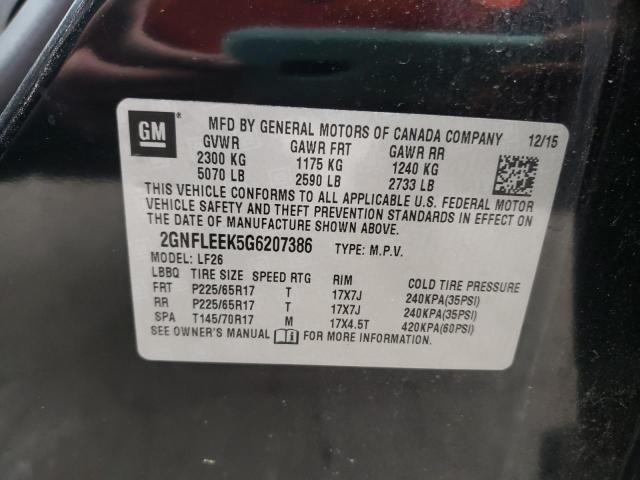 GM
MFD BY GENERAL MOTORS OF CANADA COMPANY 12/15
GVWR GAWR FRT GAWR RR
2300 KG 1175 KG 1240 KG
5070 LB 2590 LB 2733 LB
THIS VEHICLE CONFORMS TO ALL APPLICABLE U.S. FEDERAL MOTOR
VEHICLE SAFETY AND THEFT PREVENTION STANDARDS IN EFFECT ON
THE DATE OF MANUFACTURE SHOWN ABOVE.
2GNFLEEK5G6207386 TYPE: M.P.V.
MODEL: LF26
LBBQ TIRE SIZE SPEED RTG RIM COLD TIRE PRESSURE
FRT P225/65R17 T 17X7J 240KPA(35PSI)
RR P225/65R17 T 17X7J 240KPA(35PSI)
SPA T145/70R17 M 17X4.5T 420KPA(60PSI)
SEE OWNER'S MANUAL FOR MORE INFORMATION.